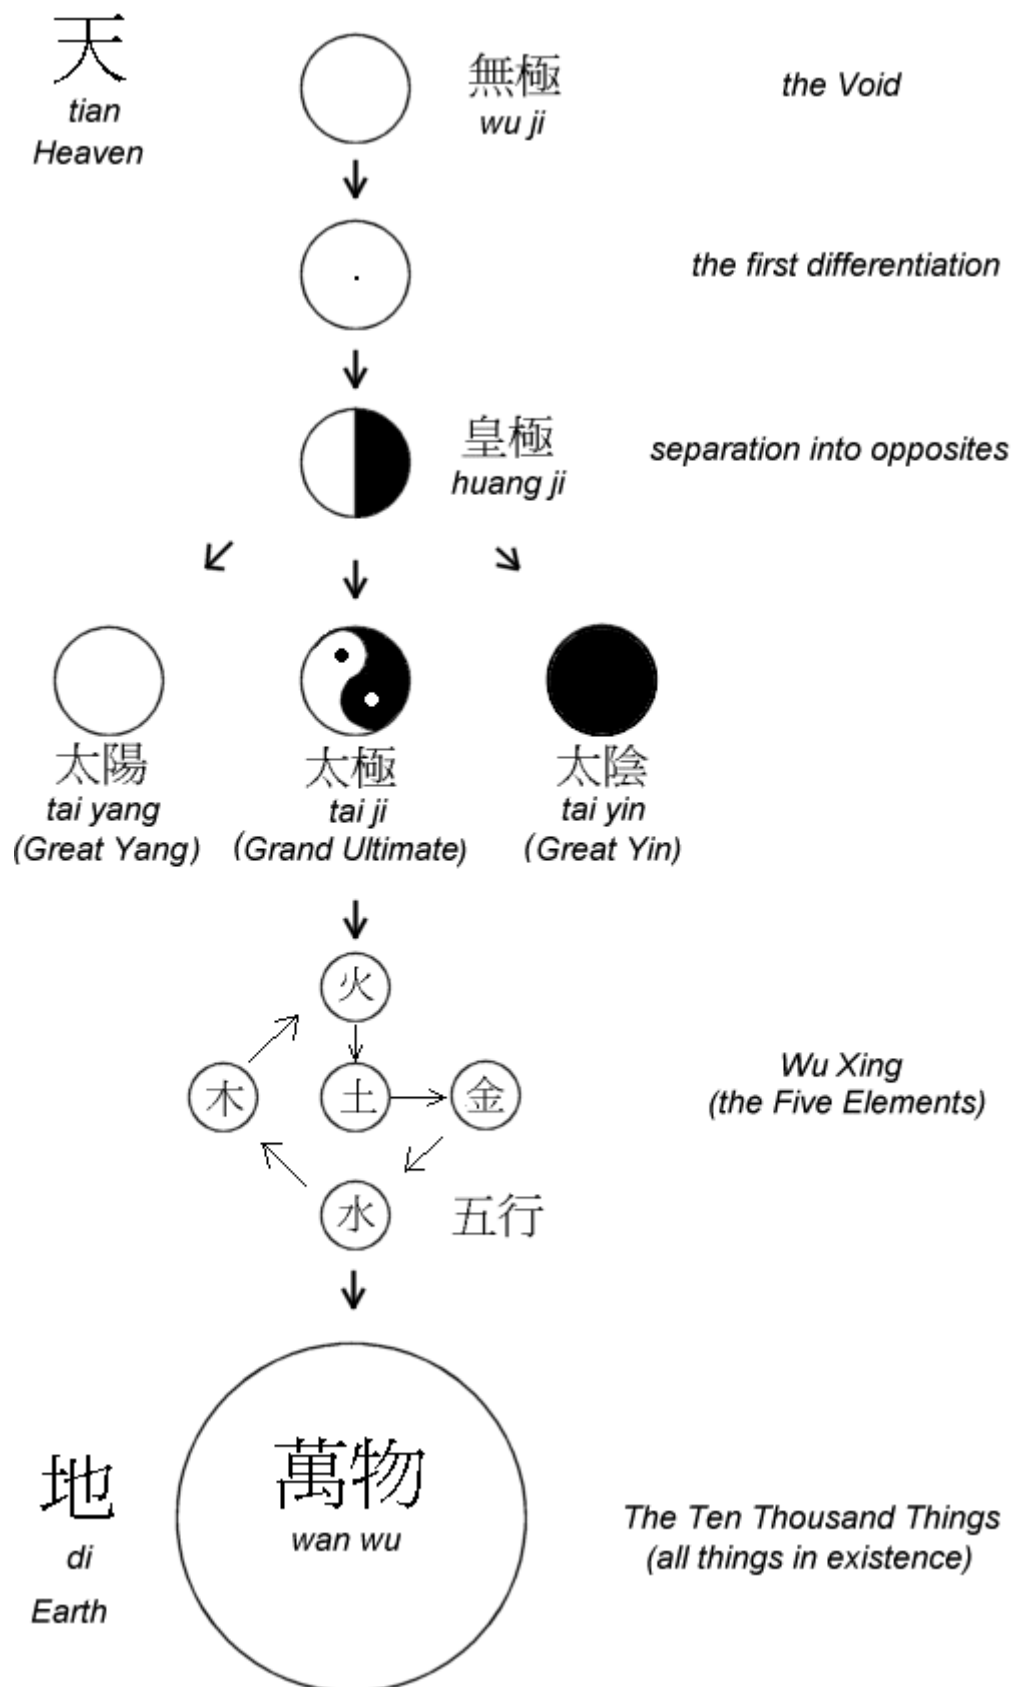 天
tian
Heaven
無極
wu ji
the Void
the first differentiation
皇極
huang ji
separation into opposites
太陽
tai yang
(Great Yang)
太極
tai ji
(Grand Ultimate)
太陰
tai yin
(Great Yin)
火
木
土
金
水
五行
Wu Xing
(the Five Elements)
地
di
Earth
萬物
wan wu
The Ten Thousand Things
(all things in existence)